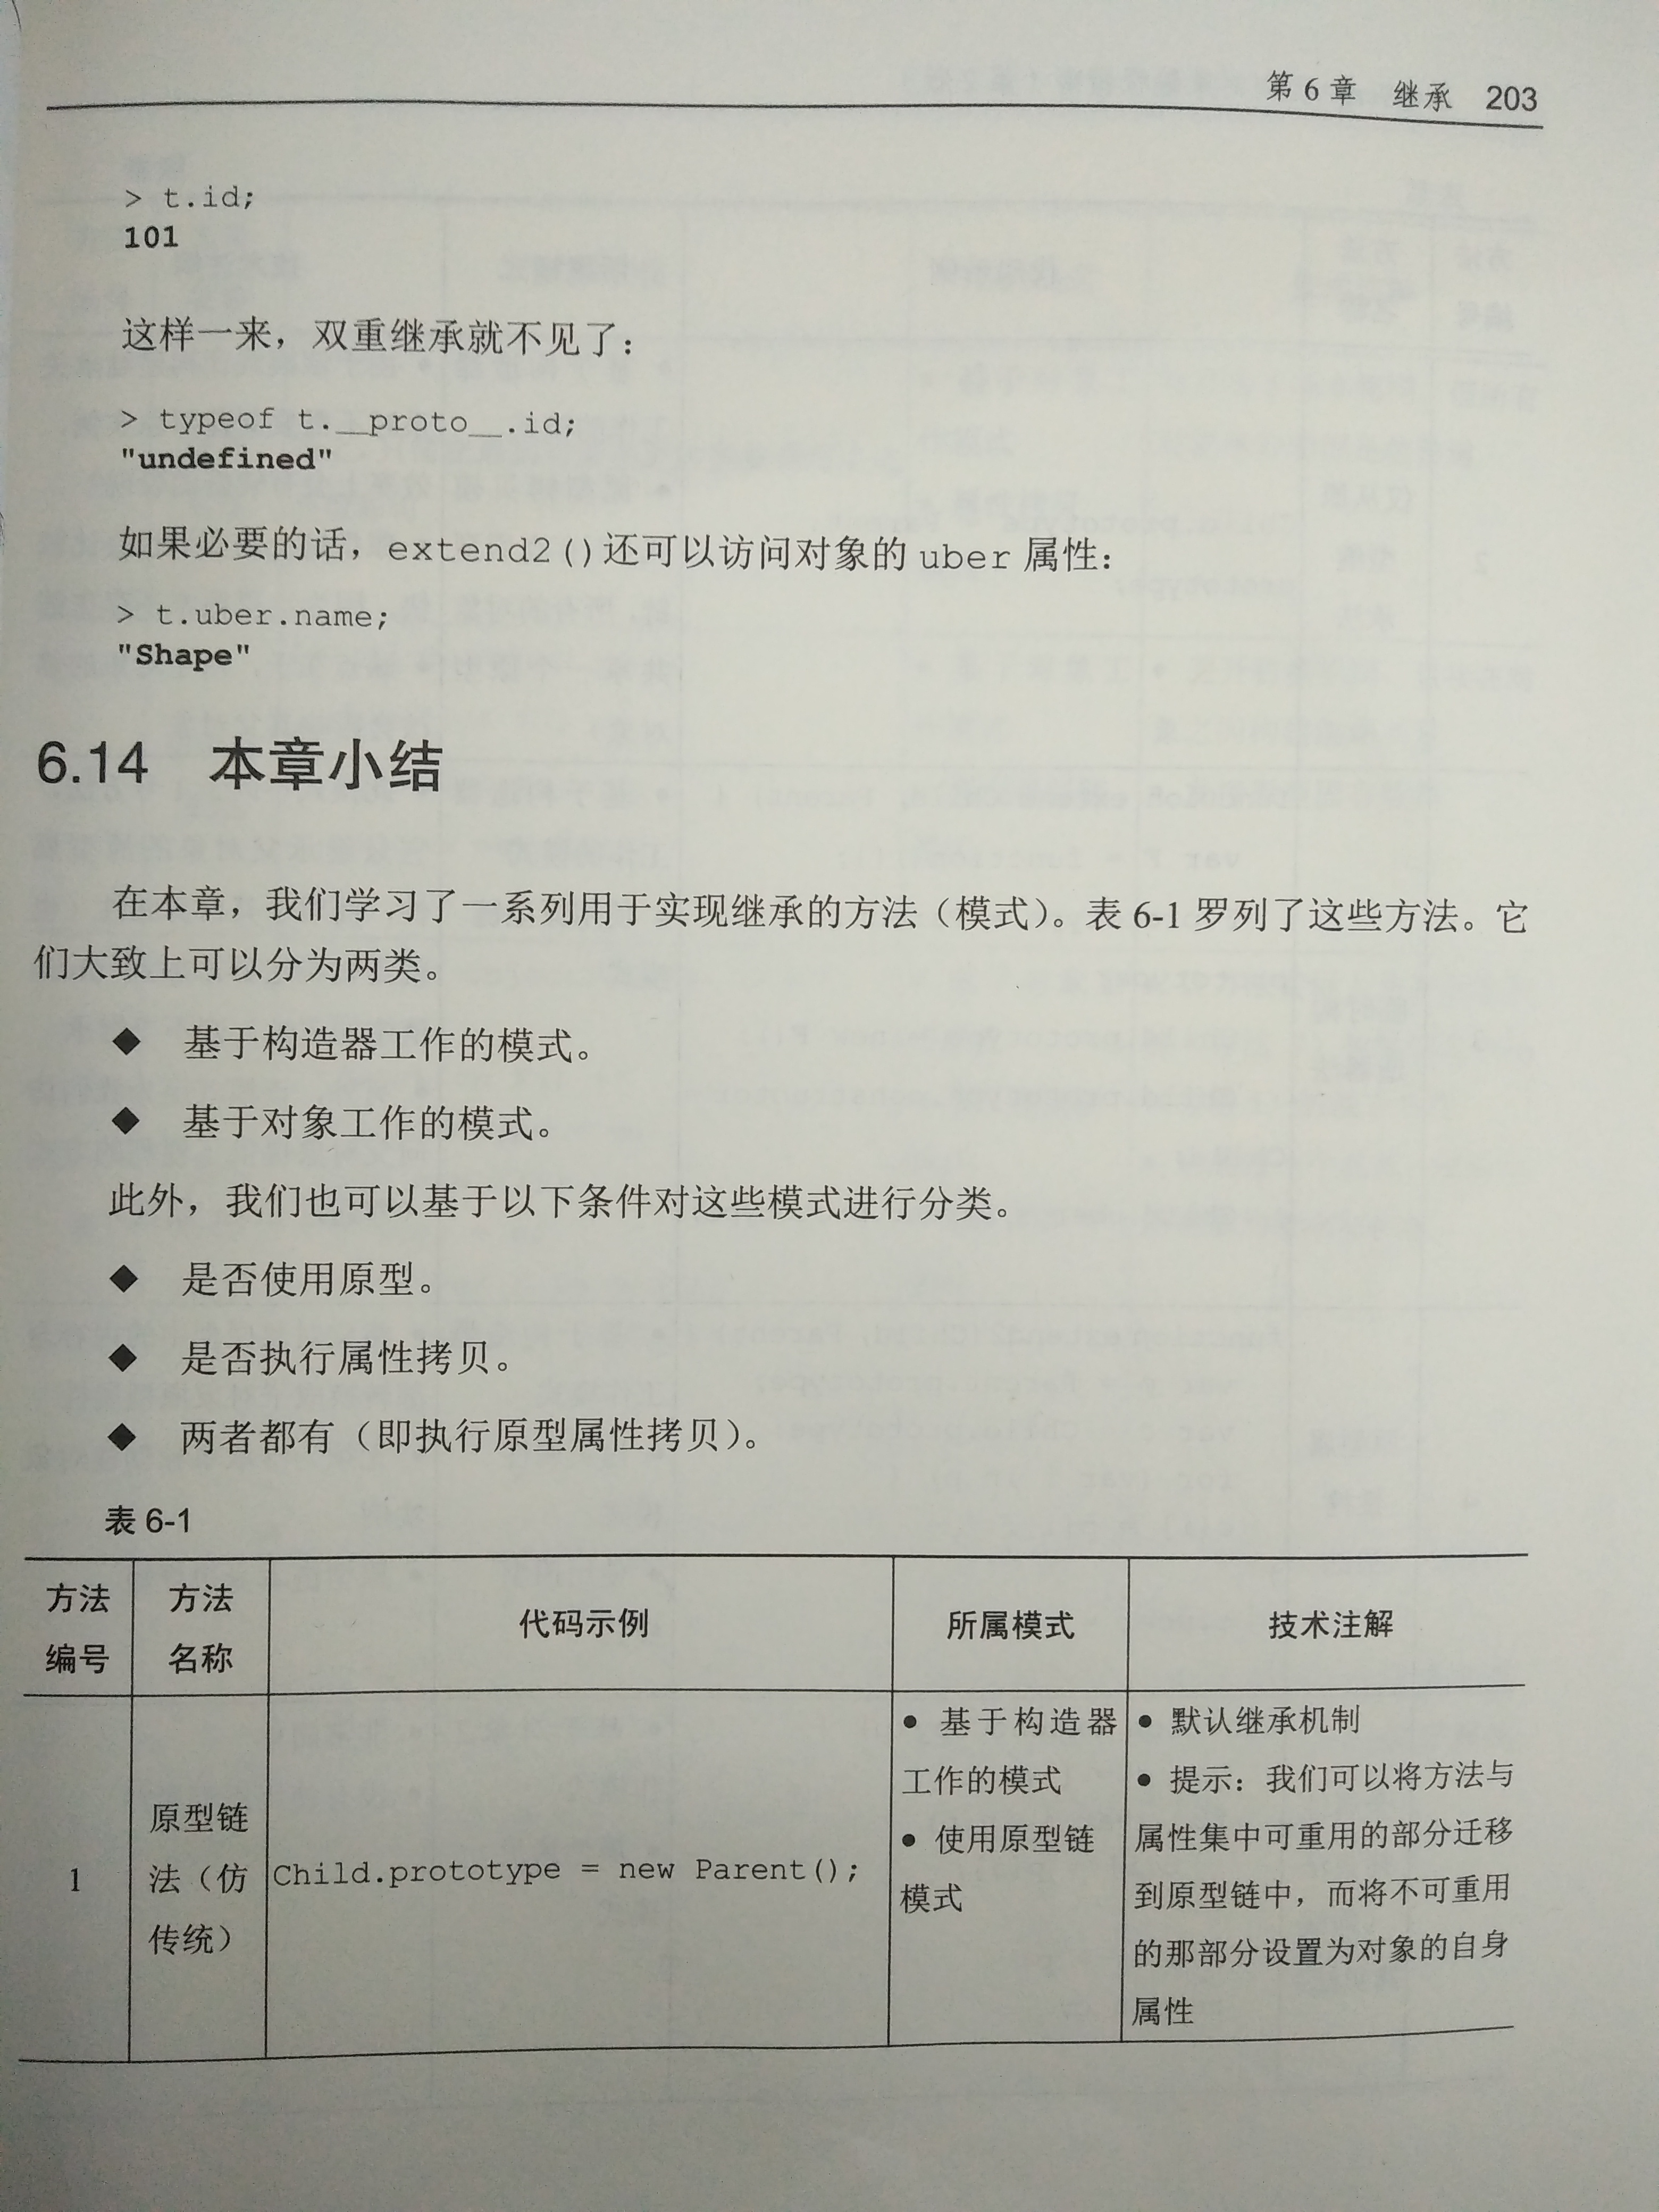 第 6 章 继承 203
> t.id;
101
这样一来，双重继承就不见了：
> typeof t.__proto__.id;
"undefined"
如果必要的话，extend2()还可以访问对象的 uber 属性：
> t.uber.name;
"Shape"
6.14 本章小结
在本章，我们学习了一系列用于实现继承的方法（模式）。表 6-1 罗列了这些方法。它
们大致上可以分为两类。
◆ 基于构造器工作的模式。
◆ 基于对象工作的模式。
此外，我们也可以基于以下条件对这些模式进行分类。
◆ 是否使用原型。
◆ 是否执行属性拷贝。
◆ 两者都有（即执行原型属性拷贝）。
表 6-1
方法
编号
方法
名称
代码示例
所属模式
技术注解
1
原型链
法（仿
传统）
Child.prototype = new Parent();
● 基于构造器
工作的模式
● 使用原型链
模式
● 默认继承机制
● 提示：我们可以将方法与
属性集中可重用的部分迁移
到原型链中，而将不可重用
的那部分设置为对象的自身
属性